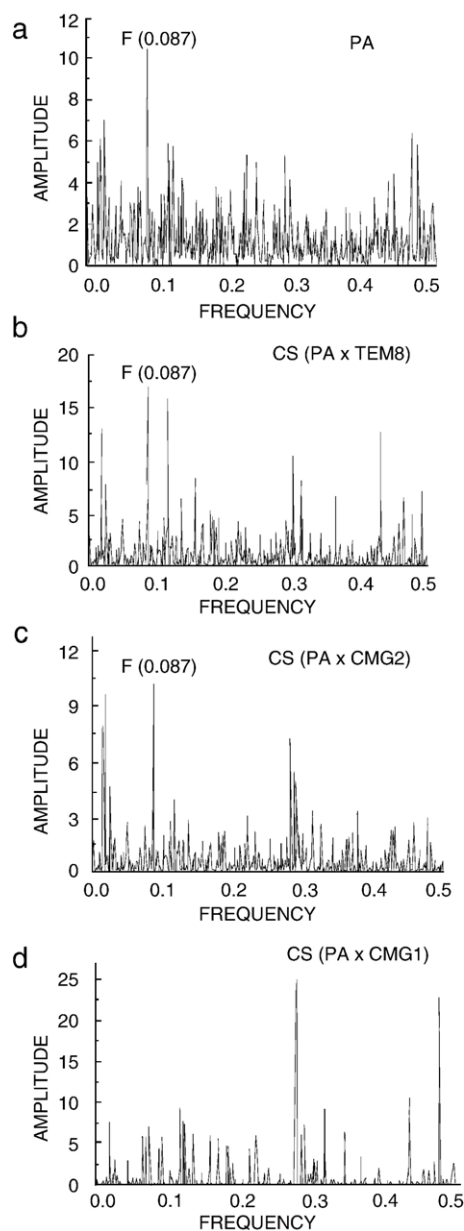 a
12
F (0.087)
PA
10
8
6
4
2
0
AMPLITUDE
0.0 0.1 0.2 0.3 0.4 0.5
FREQUENCY
b
20
CS (PA x TEM8)
F (0.087)
15
10
5
0
AMPLITUDE
0.0 0.1 0.2 0.3 0.4 0.5
FREQUENCY
c
12
CS (PA x CMG2)
F (0.087)
9
6
3
0
AMPLITUDE
0.0 0.1 0.2 0.3 0.4 0.5
FREQUENCY
d
CS (PA x CMG1)
25
20
15
10
5
0
AMPLITUDE
0.0 0.1 0.2 0.3 0.4 0.5
FREQUENCY